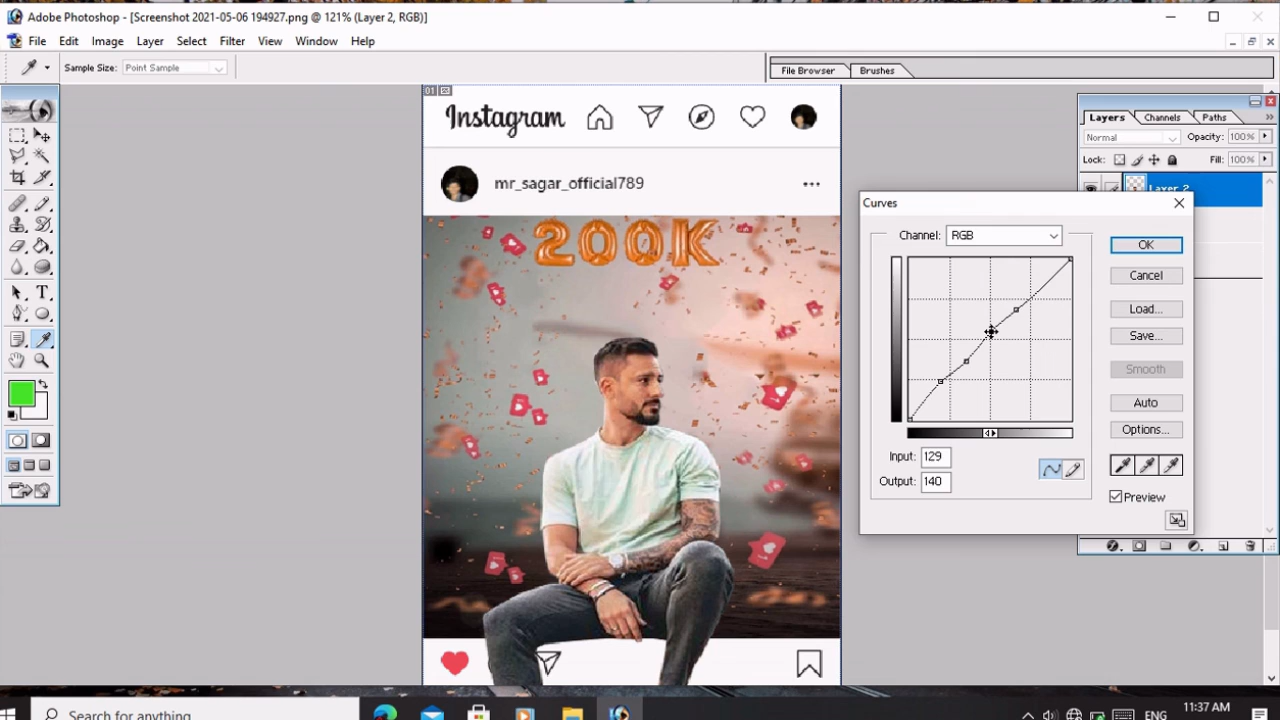 Adobe Photoshop - [Screenshot 2021-05-06 194927.png @ 121% (Layer 2, RGB)]
File Edit Image Layer Select Filter View Window Help
Sample Size: Point Sample
File Browser Brushes
01
Instagram
mr_sagar_official789
200K
Layers Channels Paths
Normal Opacity: 100%
Lock: Fill: 100%
Layer 2
Curves
Channel: RGB
OK
Cancel
Load...
Save...
Smooth
Auto
Options...
Input: 129
Output: 140
Preview
Search for anything
ENG
11:37 AM